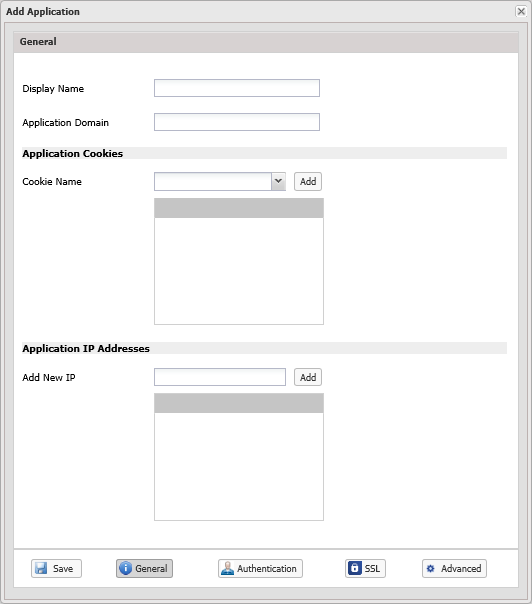 Add Application
General
Display Name
Application Domain
Application Cookies
Cookie Name
Add
Application IP Addresses
Add New IP
Add
Save
General
Authentication
SSL
Advanced